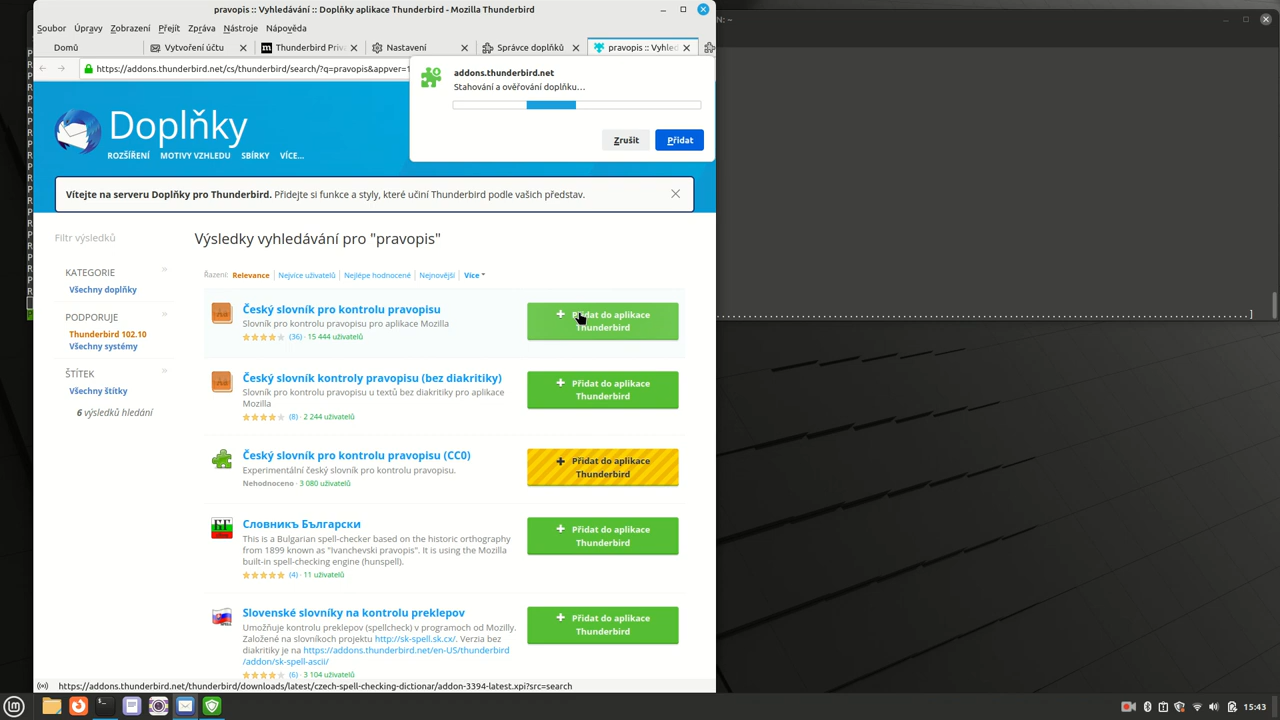 pravopis :: Vyhledávání :: Doplňky aplikace Thunderbird - Mozilla Thunderbird
Soubor Úpravy Zobrazení Přejít Zpráva Nástroje Nápověda
Domů Vytvoření účtu Thunderbird Priv Nastavení Správce doplňků pravopis :: Vyhled
https://addons.thunderbird.net/cs/thunderbird/search/?q=pravopis&appver=1
addons.thunderbird.net
Stahování a ověřování doplňku…
Zrušit Přidat
Doplňky
ROZŠÍŘENÍ MOTIVY VZHLEDU SBÍRKY VÍCE…
Vítejte na serveru Doplňky pro Thunderbird. Přidejte si funkce a styly, které učiní Thunderbird podle vašich představ.
Filtr výsledků
KATEGORIE
Všechny doplňky
PODPORUJE
Thunderbird 102.10
Všechny systémy
ŠTÍTEK
Všechny štítky
6 výsledků hledání
Výsledky vyhledávání pro "pravopis"
Řazení: Relevance Nejvíce uživatelů Nejlépe hodnocené Nejnovější Více
Český slovník pro kontrolu pravopisu
Slovník pro kontrolu pravopisu pro aplikace Mozilla
(36) · 15 444 uživatelů
Přidat do aplikace
Thunderbird
Český slovník kontroly pravopisu (bez diakritiky)
Slovník pro kontrolu pravopisu u textů bez diakritiky pro aplikace
Mozilla
(8) · 2 244 uživatelů
Přidat do aplikace
Thunderbird
Český slovník pro kontrolu pravopisu (CC0)
Experimentální český slovník pro kontrolu pravopisu.
Nehodnoceno · 3 080 uživatelů
Přidat do aplikace
Thunderbird
Словникъ Български
This is a Bulgarian spell-checker based on the historic orthography
from 1899 known as "Ivanchevski pravopis". It is using the Mozilla
built-in spell-checking engine (hunspell).
(4) · 11 uživatelů
Přidat do aplikace
Thunderbird
Slovenské slovníky na kontrolu preklepov
Umožňuje kontrolu preklepov (spellcheck) v programoch od Mozilly.
Založené na slovníkoch projektu http://sk-spell.sk.cx/. Verzia bez
diakritiky je na https://addons.thunderbird.net/en-US/thunderbird
/addon/sk-spell-ascii/
(6) · 3 104 uživatelů
Přidat do aplikace
Thunderbird
https://addons.thunderbird.net/thunderbird/downloads/latest/czech-spell-checking-dictionar/addon-3394-latest.xpi?src=search
15:43